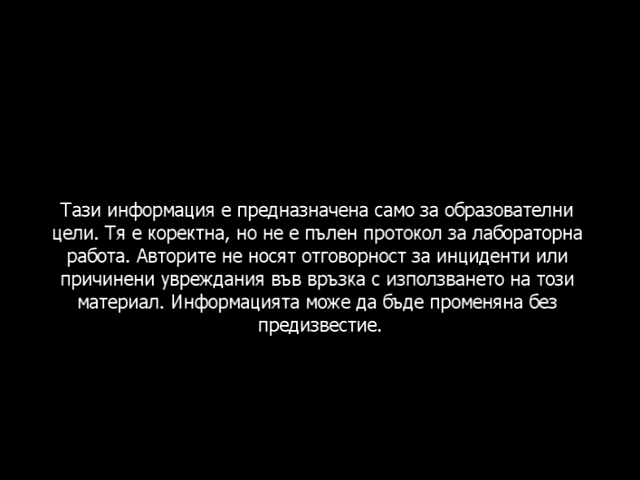 Тази информация е предназначена само за образователни
цели. Тя е коректна, но не е пълен протокол за лабораторна
работа. Авторите не носят отговорност за инциденти или
причинени увреждания във връзка с използването на този
материал. Информацията може да бъде променяна без
предизвестие.